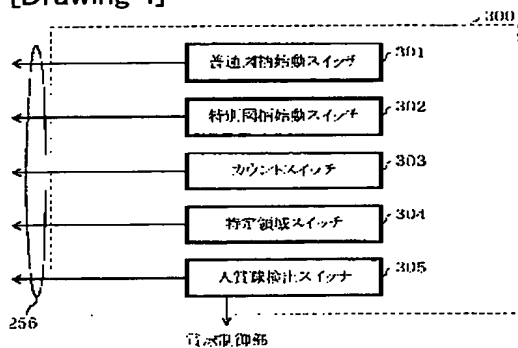 [Drawing 4]
300
普通図柄始動スイッチ 301
特別図柄始動スイッチ 302
カウントスイッチ 303
特定領域スイッチ 304
入賞球検出スイッチ 305
256